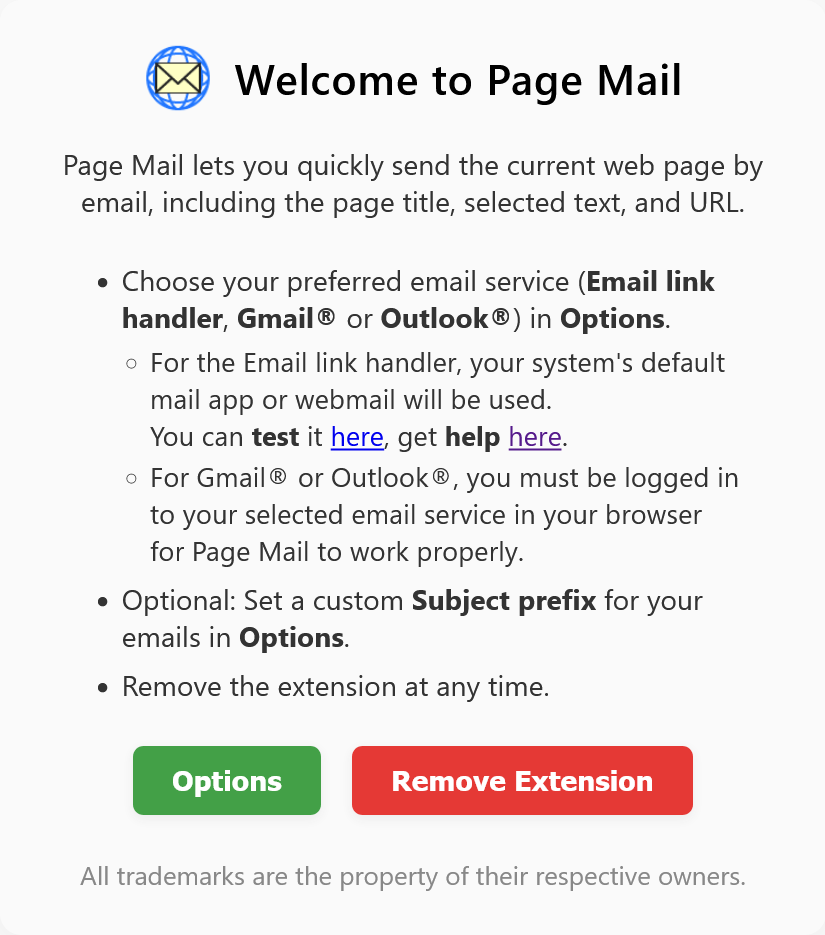 Welcome to Page Mail
Page Mail lets you quickly send the current web page by
email, including the page title, selected text, and URL.
• Choose your preferred email service (Email link
handler, Gmail® or Outlook®) in Options.
○ For the Email link handler, your system's default
mail app or webmail will be used.
You can test it here, get help here.
○ For Gmail® or Outlook®, you must be logged in
to your selected email service in your browser
for Page Mail to work properly.
• Optional: Set a custom Subject prefix for your
emails in Options.
• Remove the extension at any time.
Options
Remove Extension
All trademarks are the property of their respective owners.